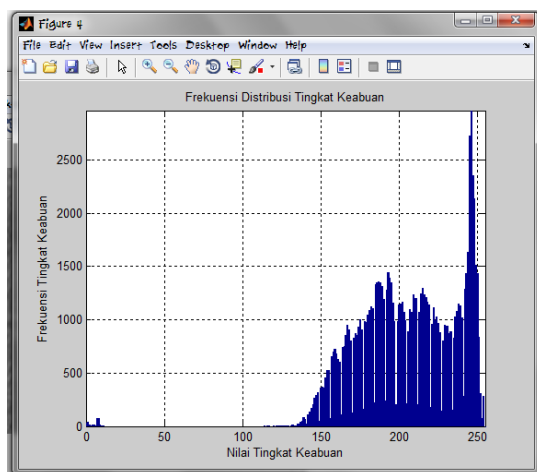 Figure 4
File Edit View Insert Tools Desktop Window Help
Frekuensi Distribusi Tingkat Keabuan
Frekuensi Tingkat Keabuan
2500
2000
1500
1000
500
0
0 50 100 150 200 250
Nilai Tingkat Keabuan